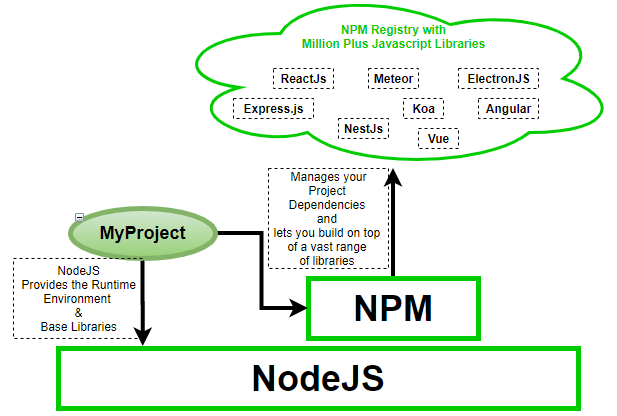 NPM Registry with
Million Plus Javascript Libraries
ReactJs
Meteor
ElectronJS
Express.js
Koa
Angular
NestJs
Vue
Manages your
Project
Dependencies
and
lets you build on top
of a vast range
of libraries
MyProject
NodeJS
Provides the Runtime
Environment
&
Base Libraries
NPM
NodeJS